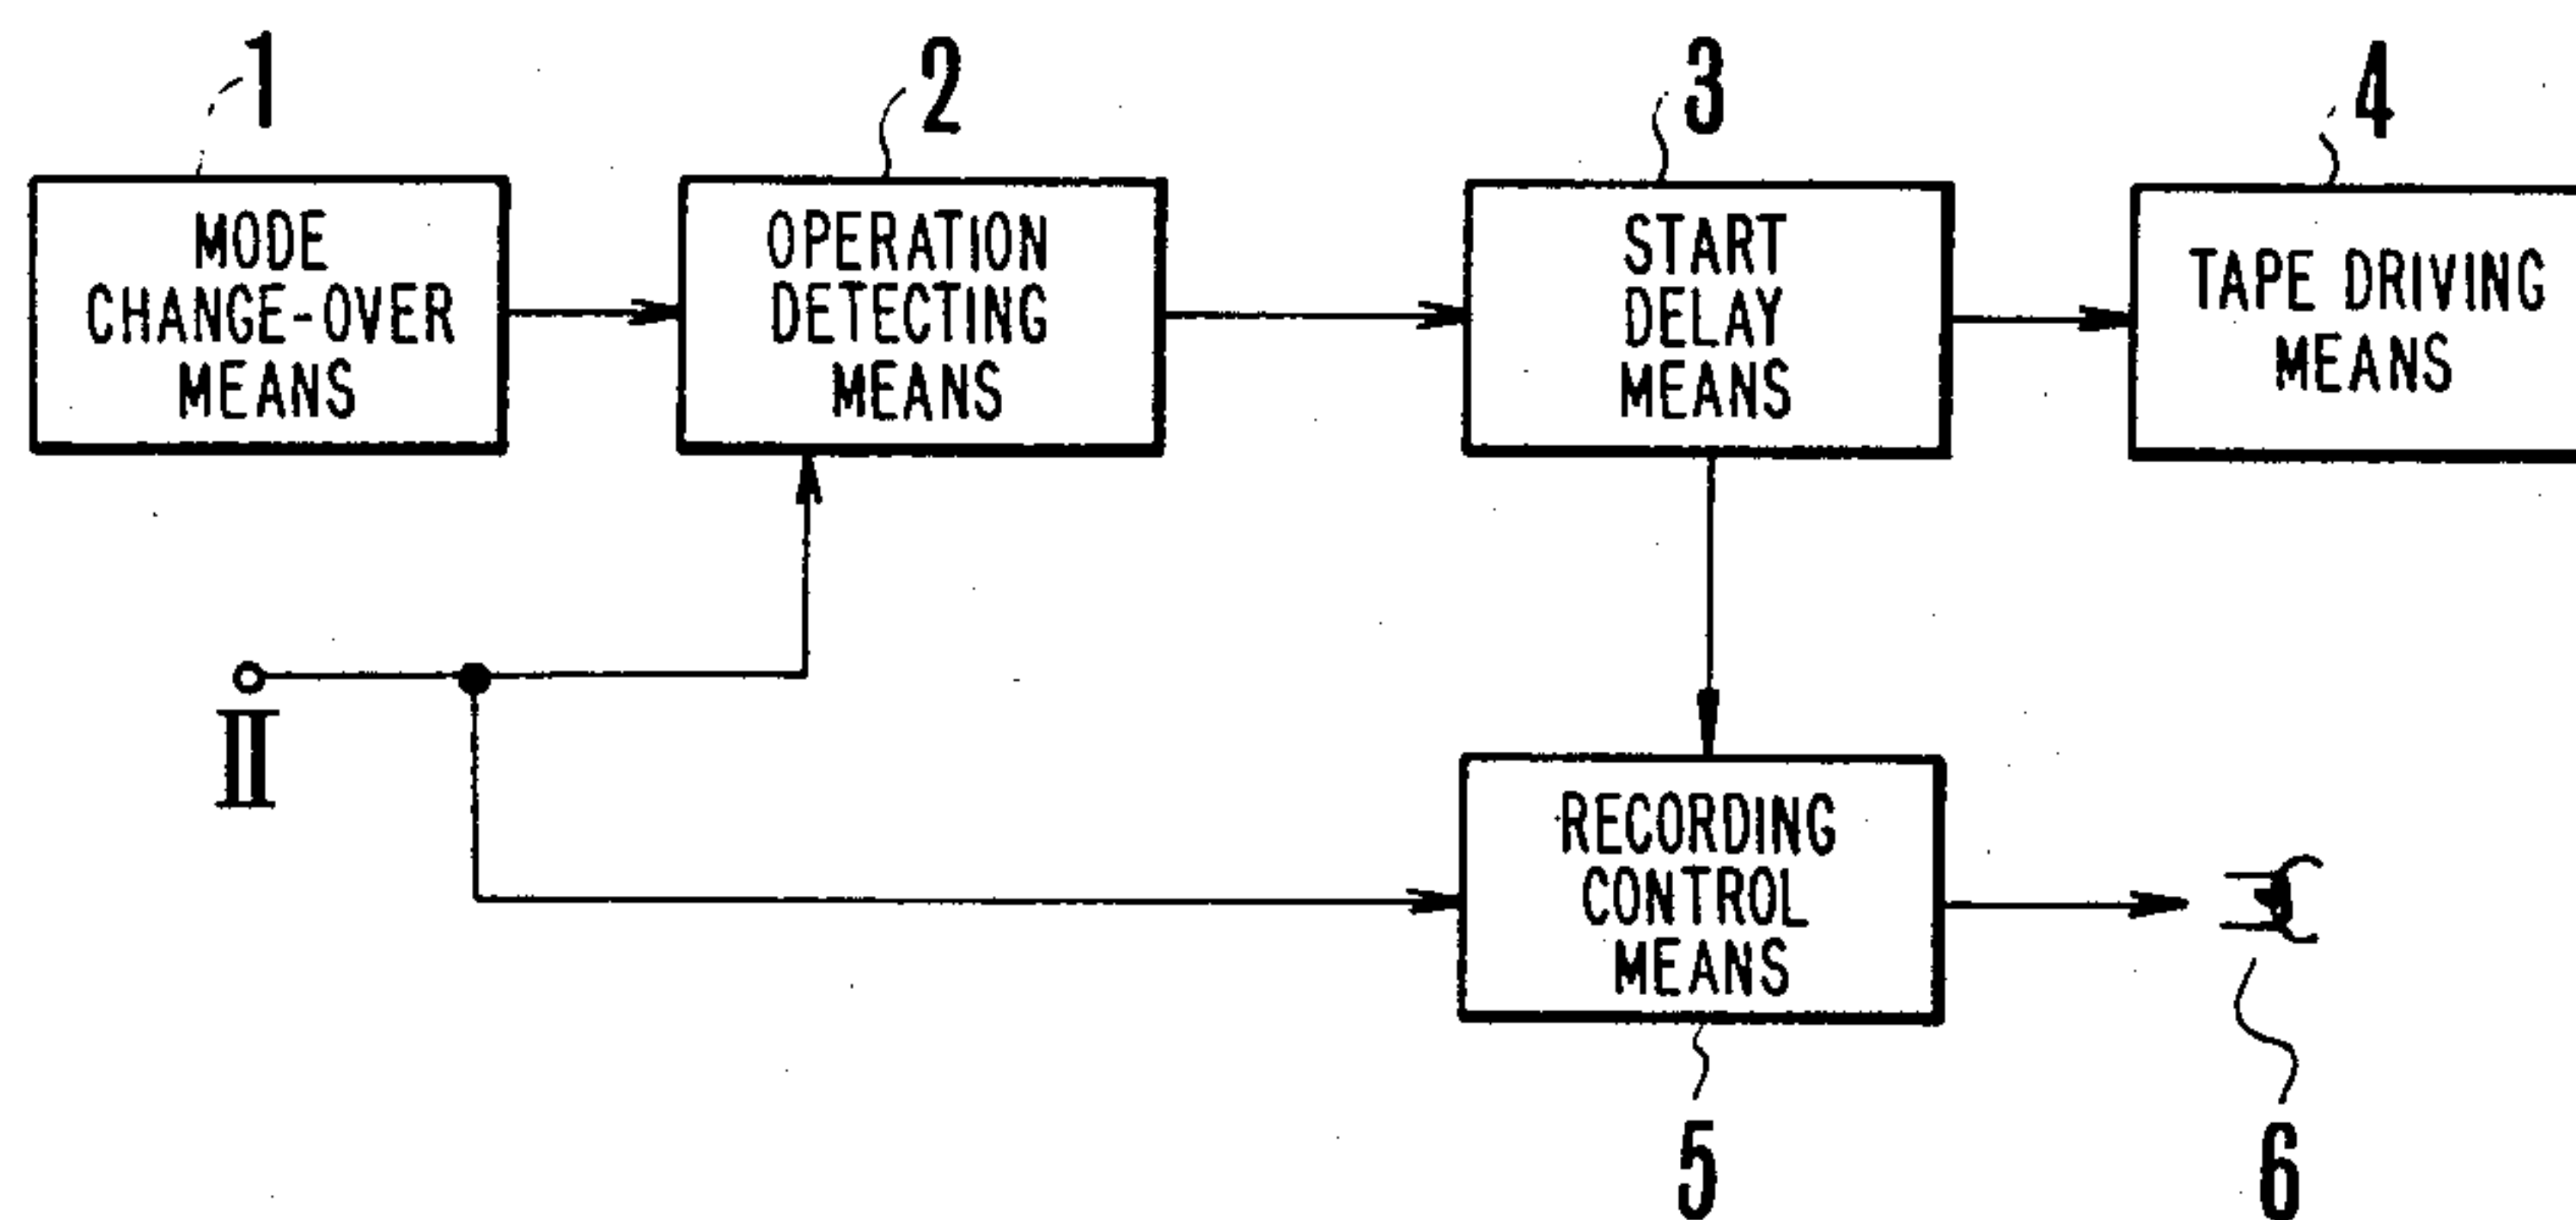 1
2
3
4
MODE
CHANGE-OVER
MEANS
OPERATION
DETECTING
MEANS
START
DELAY
MEANS
TAPE DRIVING
MEANS
II
RECORDING
CONTROL
MEANS
5
6